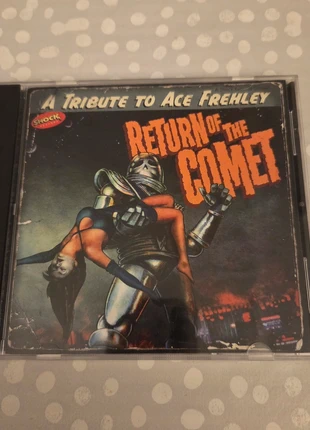 A TRIBUTE TO ACE FREHLEY
SHOCK
RETURN OF THE
COMET